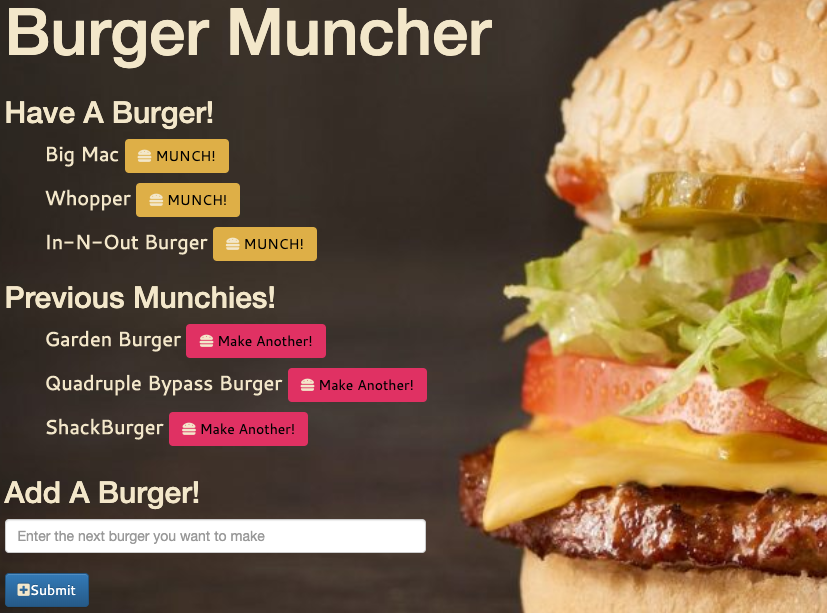 Burger Muncher
Have A Burger!
Big Mac MUNCH!
Whopper MUNCH!
In-N-Out Burger MUNCH!
Previous Munchies!
Garden Burger Make Another!
Quadruple Bypass Burger Make Another!
ShackBurger Make Another!
Add A Burger!
Enter the next burger you want to make
Submit